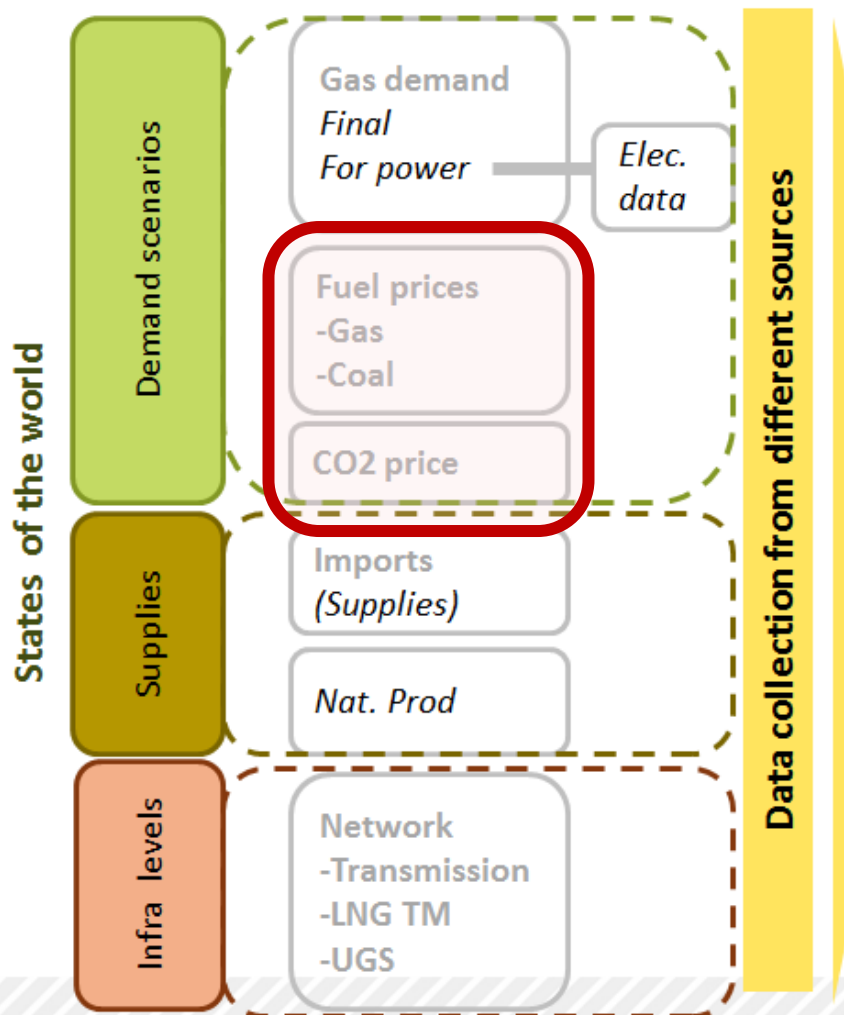 States of the world
Demand scenarios
Gas demand
Final
For power
Elec.
data
Fuel prices
-Gas
-Coal
CO2 price
Supplies
Imports
(Supplies)
Nat. Prod
Infra levels
Network
-Transmission
-LNG TM
-UGS
Data collection from different sources